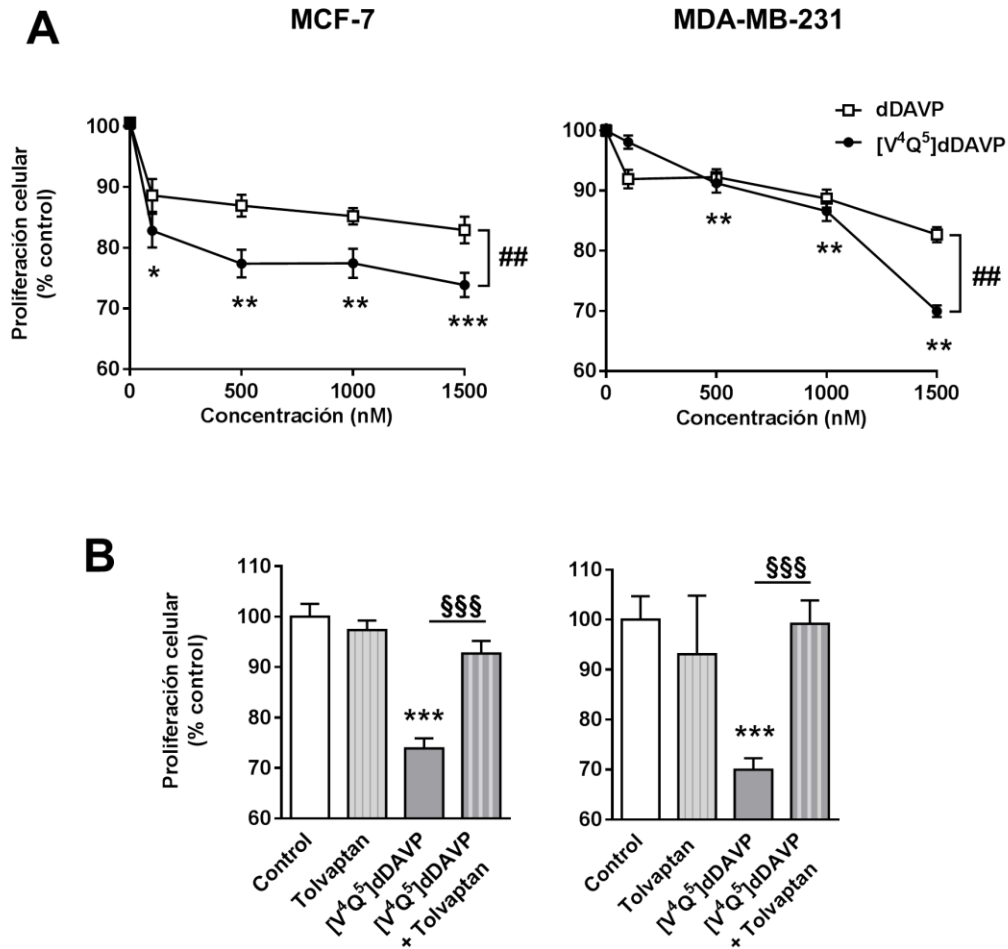 A
MCF-7
MDA-MB-231
Proliferación celular
(% control)
100
90
80
70
60
0
500
1000
1500
Concentración (nM)
*
**
**
***
##
100
90
80
70
60
0
500
1000
1500
Concentración (nM)
**
**
**
##
dDAVP
[V⁴Q⁵]dDAVP
B
Proliferación celular
(% control)
110
100
90
80
70
60
***
§§§
Control
Tolvaptan
[V⁴Q⁵]dDAVP
[V⁴Q⁵]dDAVP
+ Tolvaptan
110
100
90
80
70
60
***
§§§
Control
Tolvaptan
[V⁴Q⁵]dDAVP
[V⁴Q⁵]dDAVP
+ Tolvaptan